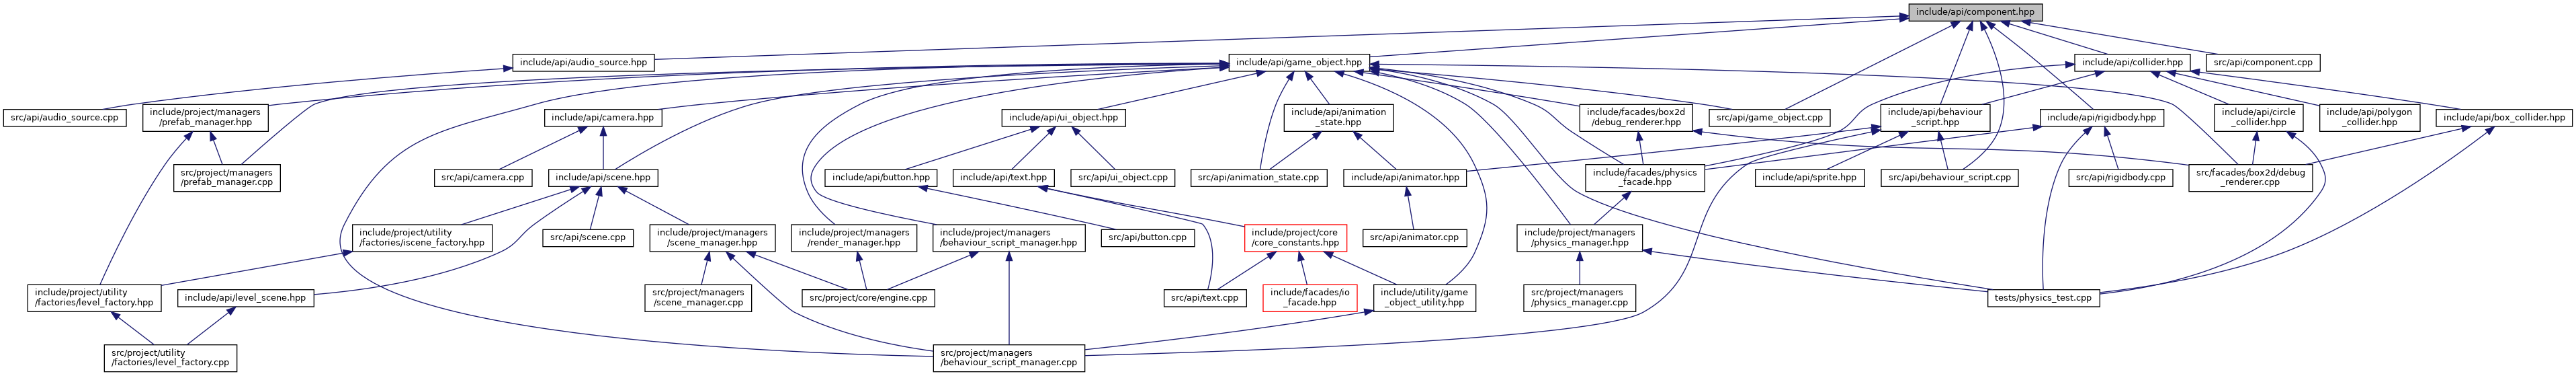 include/api/component.hpp
include/api/audio_source.hpp
include/api/game_object.hpp
include/api/collider.hpp
src/api/component.cpp
src/api/audio_source.cpp
include/project/managers
/prefab_manager.hpp
include/api/camera.hpp
include/api/ui_object.hpp
include/api/animation
_state.hpp
include/facades/box2d
/debug_renderer.hpp
src/api/game_object.cpp
include/api/behaviour
_script.hpp
include/api/rigidbody.hpp
include/api/circle
_collider.hpp
include/api/polygon
_collider.hpp
include/api/box_collider.hpp
src/project/managers
/prefab_manager.cpp
src/api/camera.cpp
include/api/scene.hpp
include/api/button.hpp
include/api/text.hpp
src/api/ui_object.cpp
src/api/animation_state.cpp
include/api/animator.hpp
include/facades/physics
_facade.hpp
include/api/sprite.hpp
src/api/behaviour_script.cpp
src/api/rigidbody.cpp
src/facades/box2d/debug
_renderer.cpp
include/project/utility
/factories/iscene_factory.hpp
src/api/scene.cpp
include/project/managers
/scene_manager.hpp
include/project/managers
/render_manager.hpp
include/project/managers
/behaviour_script_manager.hpp
src/api/button.cpp
include/project/core
/core_constants.hpp
src/api/animator.cpp
include/project/managers
/physics_manager.hpp
include/project/utility
/factories/level_factory.hpp
include/api/level_scene.hpp
src/project/managers
/scene_manager.cpp
src/project/core/engine.cpp
src/api/text.cpp
include/facades/io
_facade.hpp
include/utility/game
_object_utility.hpp
src/project/managers
/physics_manager.cpp
tests/physics_test.cpp
src/project/utility
/factories/level_factory.cpp
src/project/managers
/behaviour_script_manager.cpp